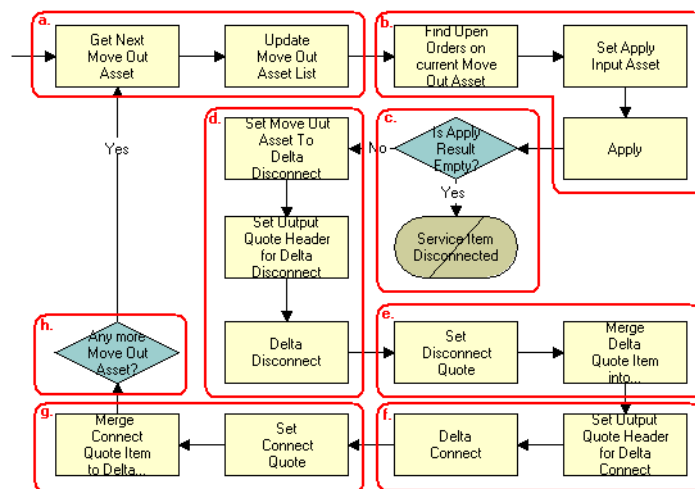 a.
Get Next
Move Out
Asset
Update
Move Out
Asset List
b.
Find Open
Orders on
current Move
Out Asset
Set Apply
Input Asset
Apply
c.
Is Apply
Result
Empty?
No
Yes
Service Item
Disconnected
d.
Set Move Out
Asset To
Delta
Disconnect
Set Output
Quote Header
for Delta
Disconnect
Delta
Disconnect
e.
Set
Disconnect
Quote
Merge
Delta
Quote Item
into...
f.
Set Output
Quote Header
for Delta
Connect
Delta
Connect
g.
Set
Connect
Quote
Merge
Connect
Quote Item
to Delta...
h.
Any more
Move Out
Asset?
Yes